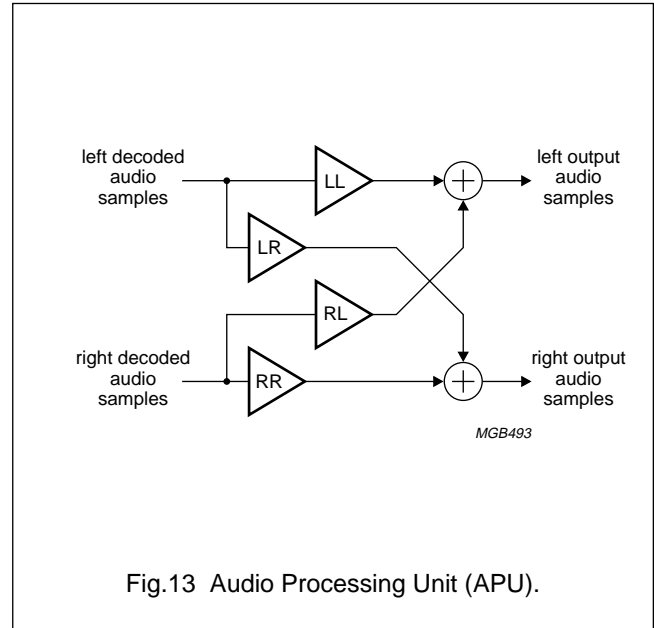 left decoded
audio
samples
LL
left output
audio
samples
LR
RL
right decoded
audio
samples
RR
right output
audio
samples
MGB493
Fig.13 Audio Processing Unit (APU).